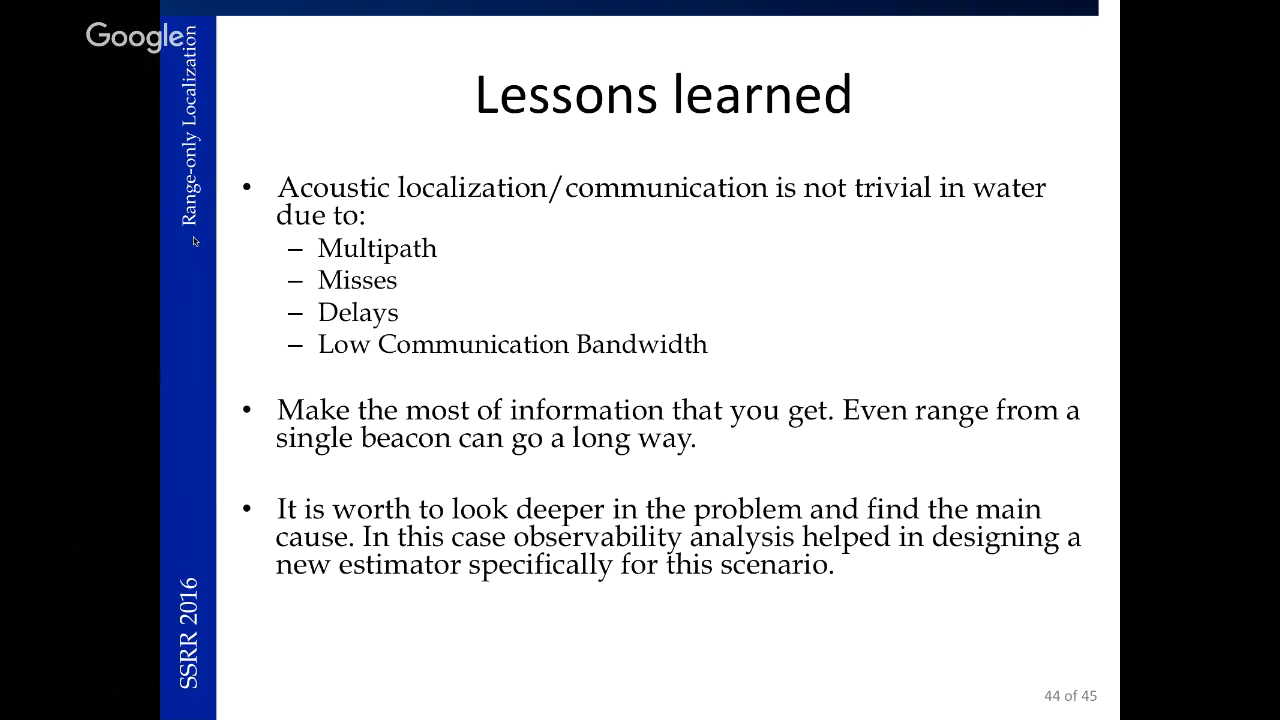 Google
Range-only Localization
SSRR 2016
Lessons learned
• Acoustic localization/communication is not trivial in water
due to:
– Multipath
– Misses
– Delays
– Low Communication Bandwidth
• Make the most of information that you get. Even range from a
single beacon can go a long way.
• It is worth to look deeper in the problem and find the main
cause. In this case observability analysis helped in designing a
new estimator specifically for this scenario.
44 of 45